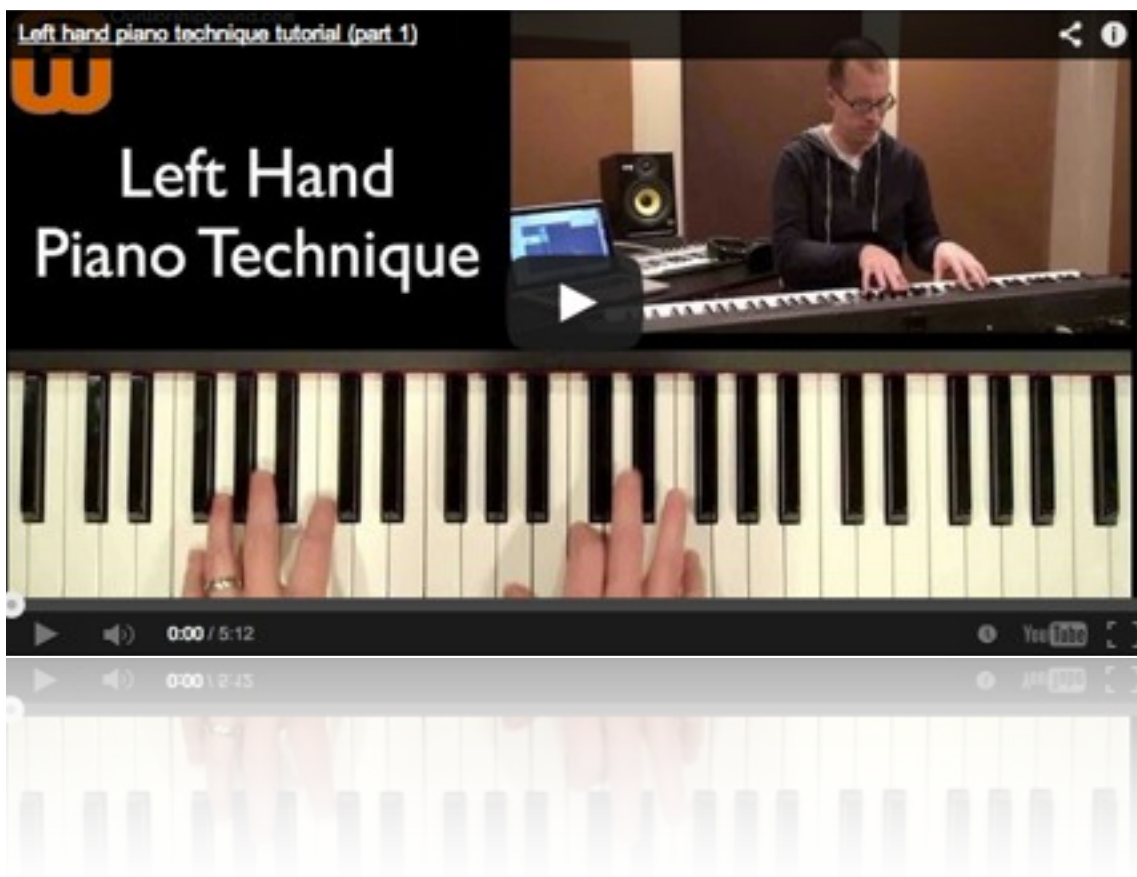 Left hand piano technique tutorial (part 1)
Left Hand
Piano Technique
0:00 / 5:12
YouTube